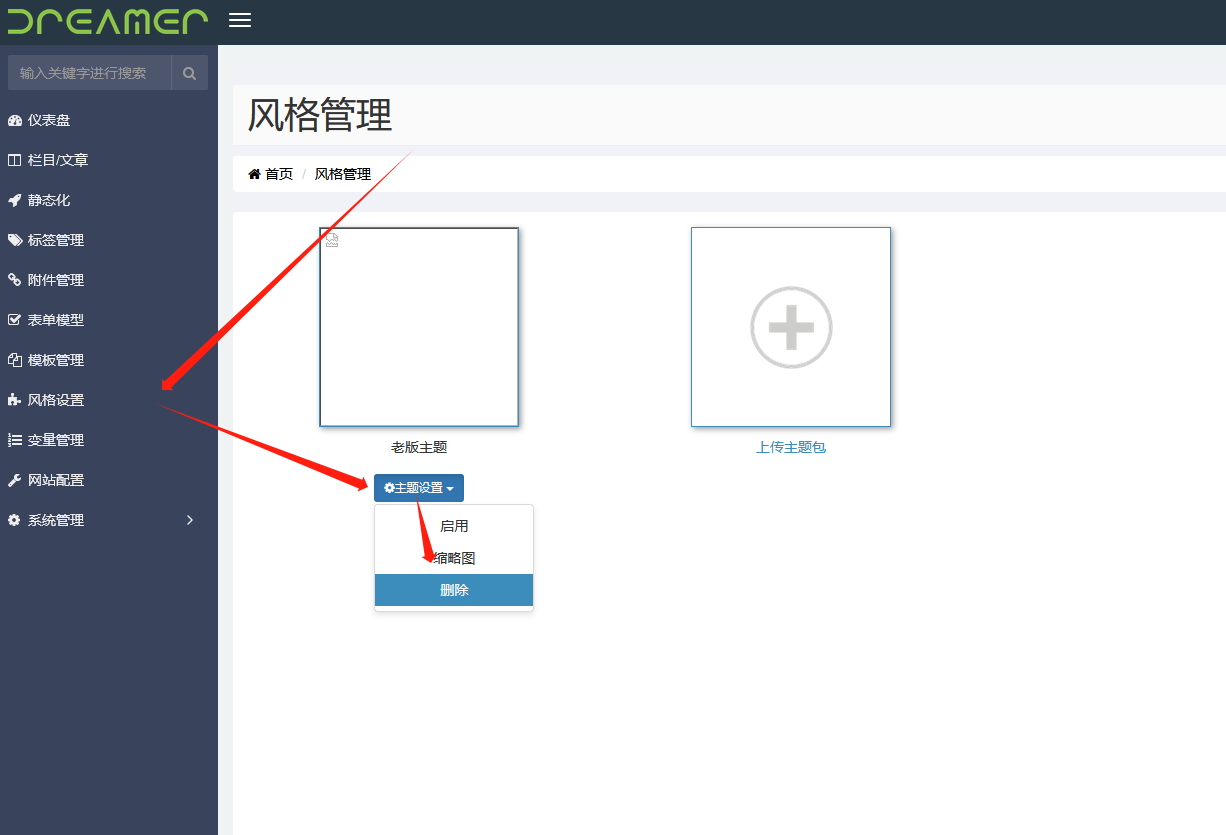 DREAMER
输入关键字进行搜索
仪表盘
栏目/文章
静态化
标签管理
附件管理
表单模型
模板管理
风格设置
变量管理
网站配置
系统管理
风格管理
首页 / 风格管理
老版主题
上传主题包
主题设置
启用
缩略图
删除